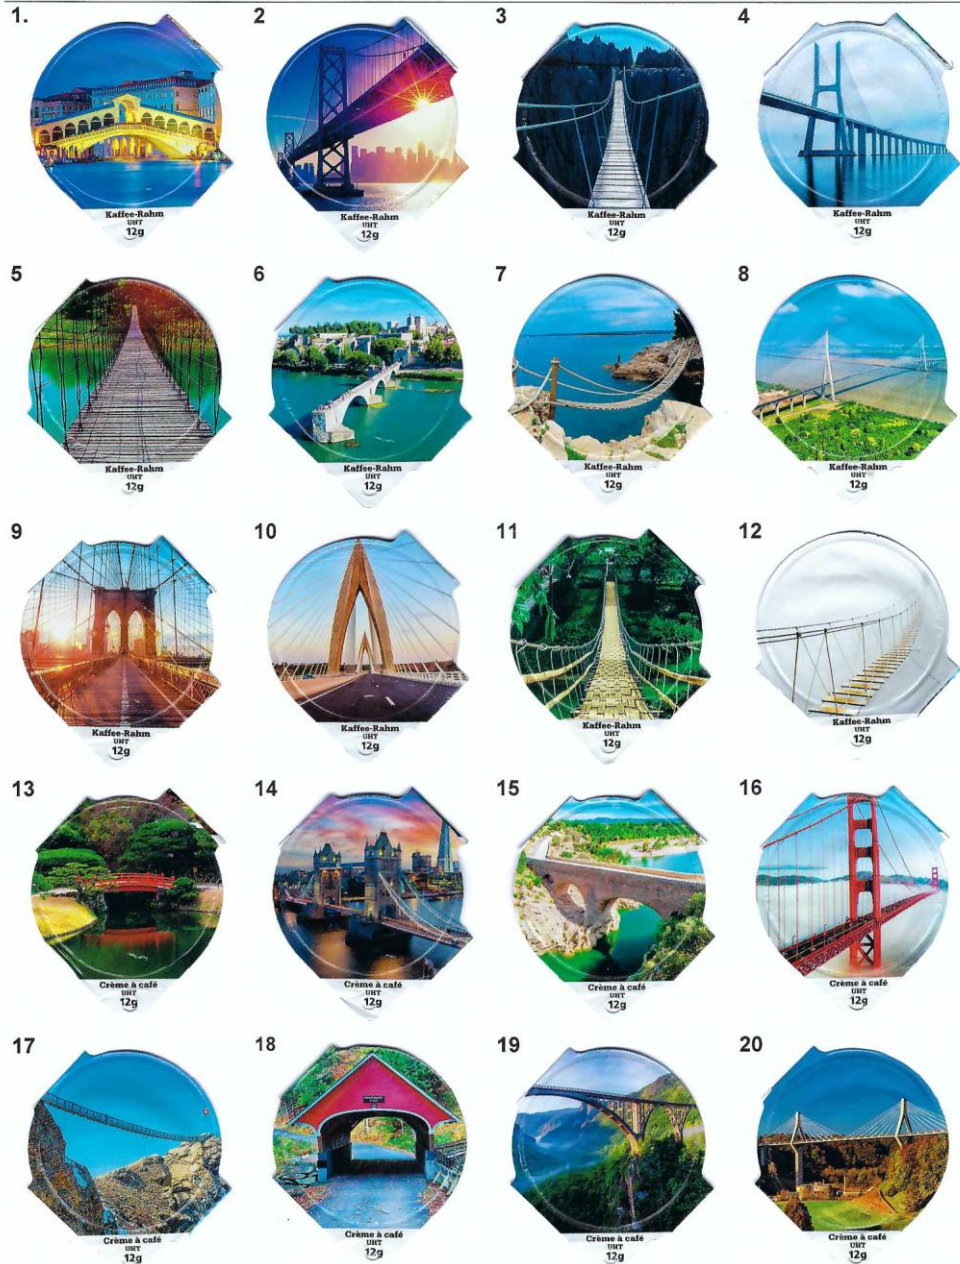 1.
2
3
4
Kaffee-Rahm
UHT
12g
Kaffee-Rahm
UHT
12g
Kaffee-Rahm
UHT
12g
Kaffee-Rahm
UHT
12g
5
6
7
8
Kaffee-Rahm
UHT
12g
Kaffee-Rahm
UHT
12g
Kaffee-Rahm
UHT
12g
Kaffee-Rahm
UHT
12g
9
10
11
12
Kaffee-Rahm
UHT
12g
Kaffee-Rahm
UHT
12g
Kaffee-Rahm
UHT
12g
Kaffee-Rahm
UHT
12g
13
14
15
16
Crème à café
UHT
12g
Crème à café
UHT
12g
Crème à café
UHT
12g
Crème à café
UHT
12g
17
18
19
20
Crème à café
UHT
12g
Crème à café
UHT
12g
Crème à café
UHT
12g
Crème à café
UHT
12g